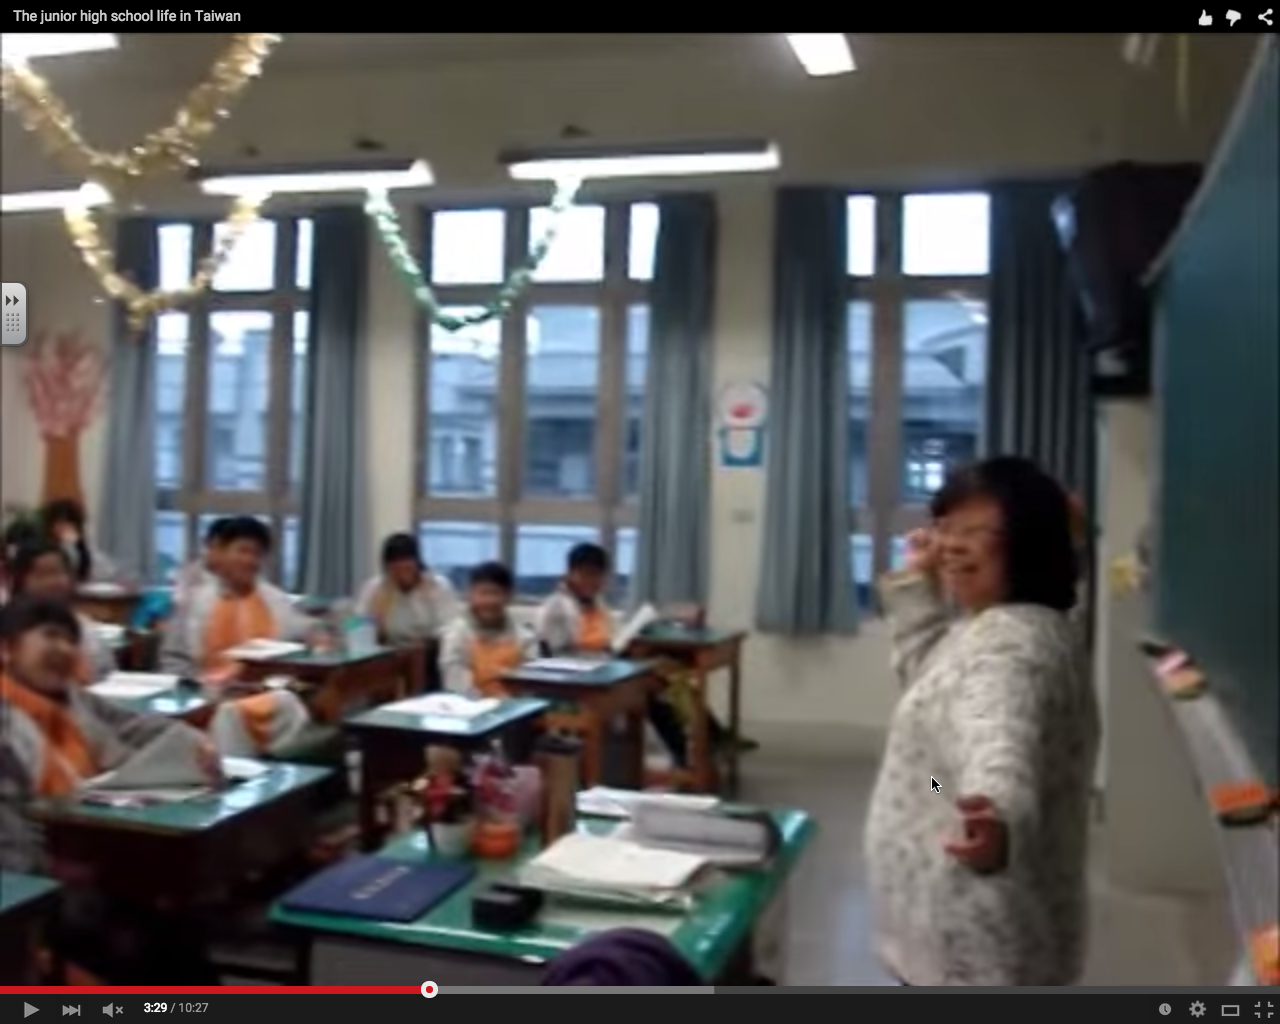 The junior high school life in Taiwan
3:29 / 10:27